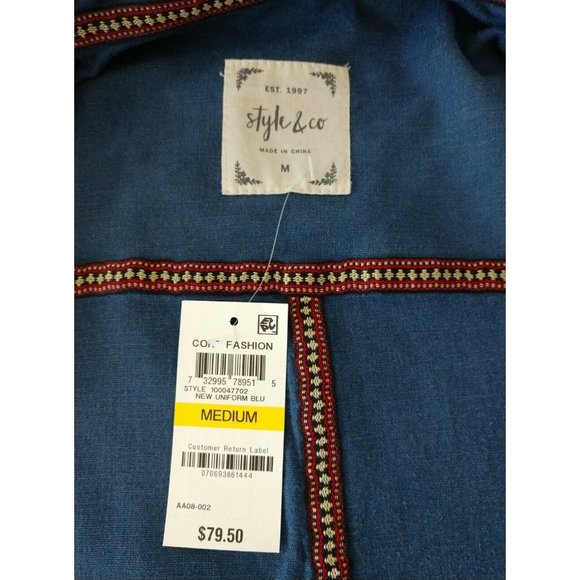 EST. 1997
style & co
MADE IN CHINA
M
FASHION
7 32995 78951 5
STYLE 100047702
NEW UNIFORM BLU
MEDIUM
Customer Return Label
070693861444
AA08-002
$79.50